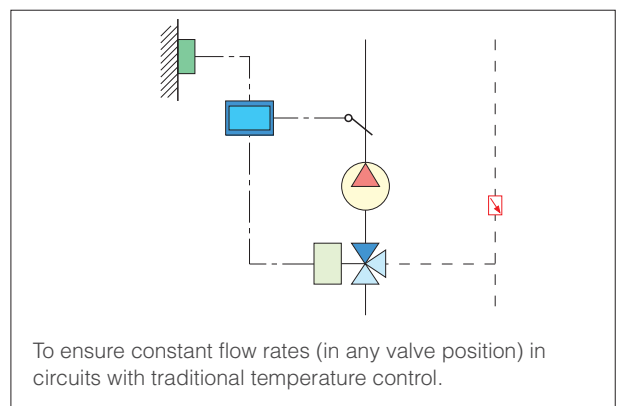 To ensure constant flow rates (in any valve position) in
circuits with traditional temperature control.